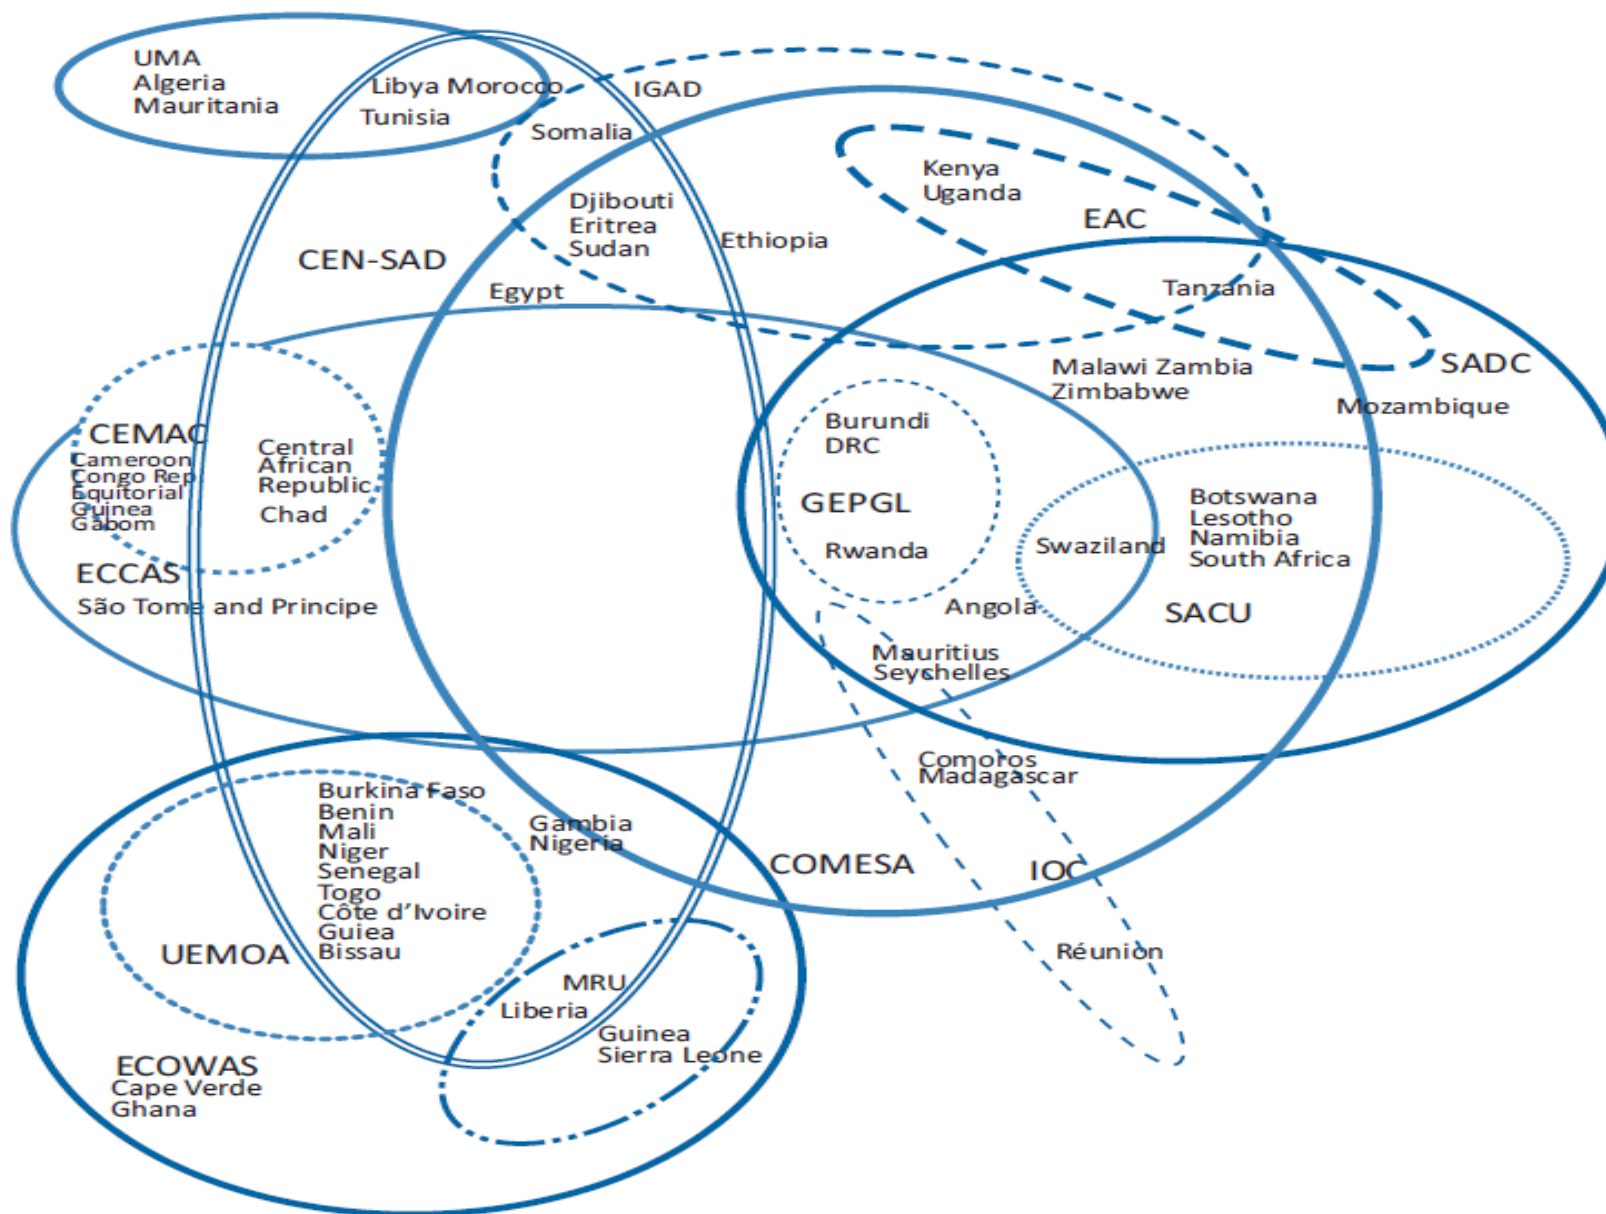 UMA
Algeria
Mauritania
Libya Morocco
Tunisia
IGAD
Somalia
Kenya
Uganda
EAC
Djibouti
Eritrea
Sudan
Ethiopia
CEN-SAD
Egypt
Tanzania
Malawi Zambia
Zimbabwe
SADC
Mozambique
CEMAC
Cameroon
Congo Rep
Equitorial
Guinea
Gabom
Central
African
Republic
Chad
Burundi
DRC
GEPGL
Rwanda
Swaziland
Botswana
Lesotho
Namibia
South Africa
SACU
ECCAS
São Tome and Principe
Angola
Mauritius
Seychelles
Comoros
Madagascar
Burkina Faso
Benin
Mali
Niger
Senegal
Togo
Côte d’Ivoire
Guiea
Bissau
Gambia
Nigeria
COMESA
IOC
UEMOA
MRU
Liberia
Guinea
Sierra Leone
Réunion
ECOWAS
Cape Verde
Ghana